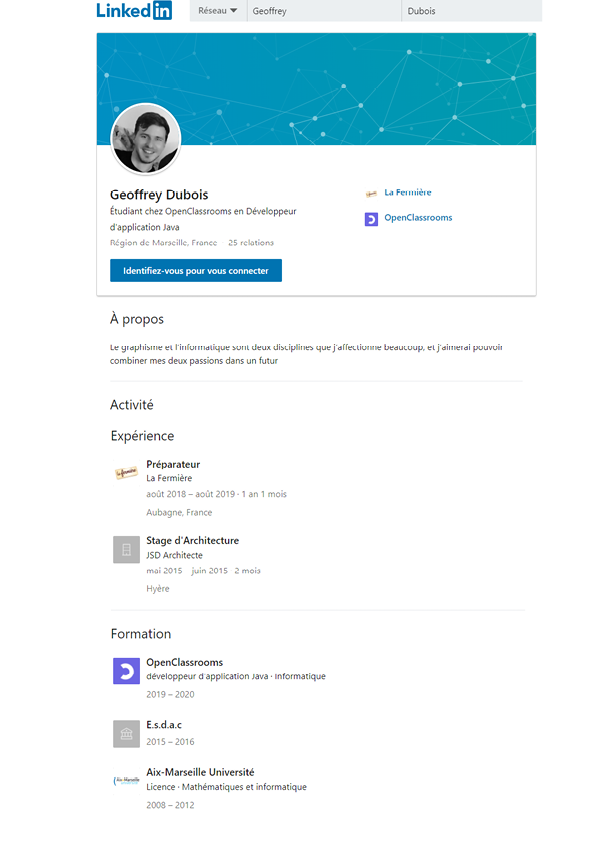 Linked in
Réseau Geoffrey Dubois
Geoffrey Dubois
Étudiant chez OpenClassrooms en Développeur
d'application Java
Région de Marseille, France 25 relations
Identifiez-vous pour vous connecter
La Fermière
OpenClassrooms
À propos
Le graphisme et l'informatique sont deux disciplines que j'affectionne beaucoup, et j'aimerai pouvoir
combiner mes deux passions dans un futur
Activité
Expérience
Préparateur
La Fermière
août 2018 – août 2019 · 1 an 1 mois
Aubagne, France
Stage d'Architecture
JSD Architecte
mai 2015 juin 2015 2 mois
Hyère
Formation
OpenClassrooms
développeur d'application Java · Informatique
2019 – 2020
E.s.d.a.c
2015 – 2016
Aix-Marseille Université
Licence · Mathématiques et informatique
2008 – 2012